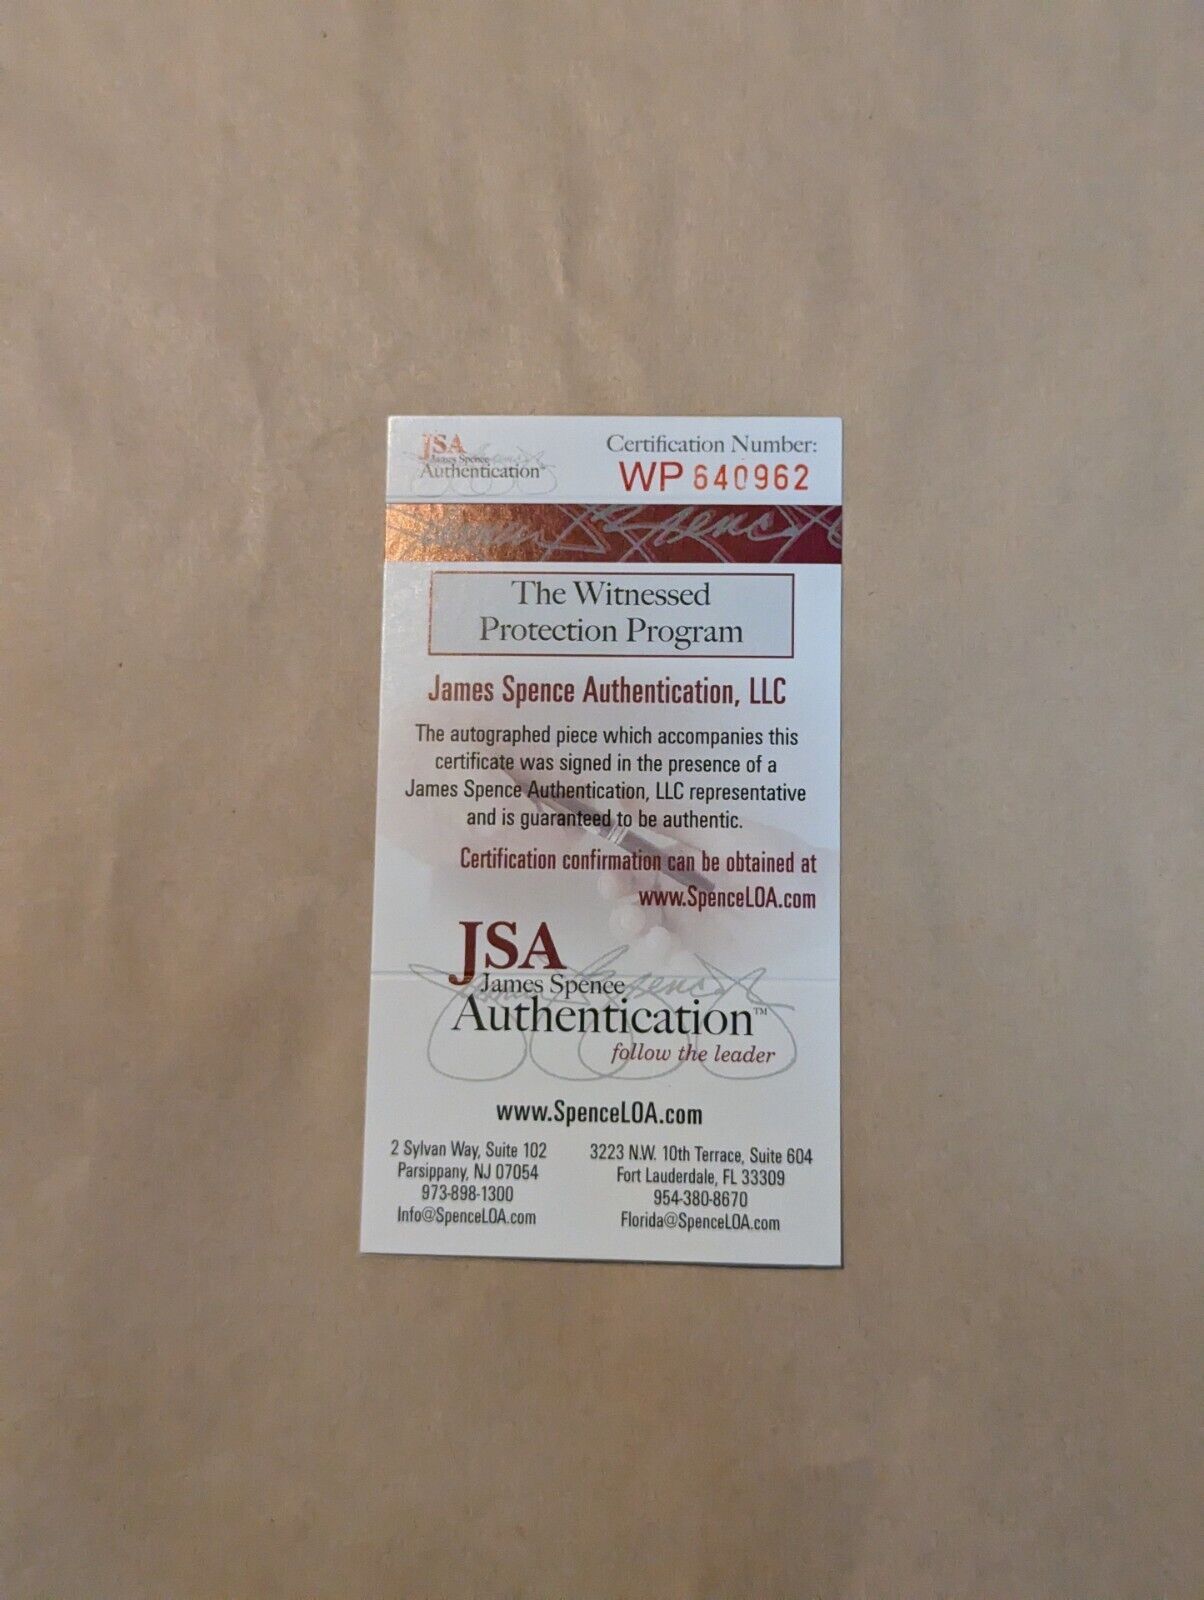 JSA
James Spence
Authentication™
Certification Number:
WP 640962
The Witnessed
Protection Program
James Spence Authentication, LLC
The autographed piece which accompanies this
certificate was signed in the presence of a
James Spence Authentication, LLC representative
and is guaranteed to be authentic.
Certification confirmation can be obtained at
www.SpenceLOA.com
JSA
James Spence
Authentication™
follow the leader
www.SpenceLOA.com
2 Sylvan Way, Suite 102
Parsippany, NJ 07054
973-898-1300
Info@SpenceLOA.com
3223 N.W. 10th Terrace, Suite 604
Fort Lauderdale, FL 33309
954-380-8670
Florida@SpenceLOA.com